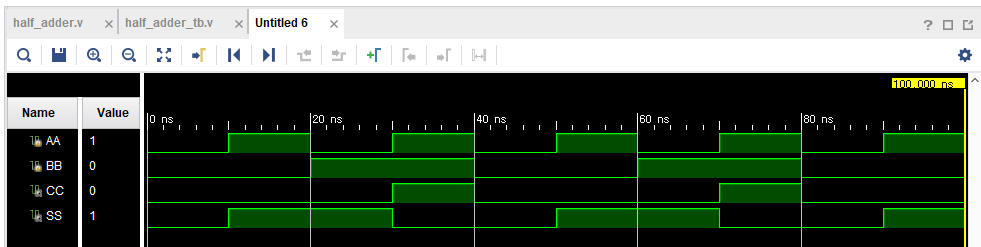 half_adder.v × half_adder_tb.v × Untitled 6 ×
?
100.000 ns
Name Value
0 ns 20 ns 40 ns 60 ns 80 ns
AA 1
BB 0
CC 0
SS 1